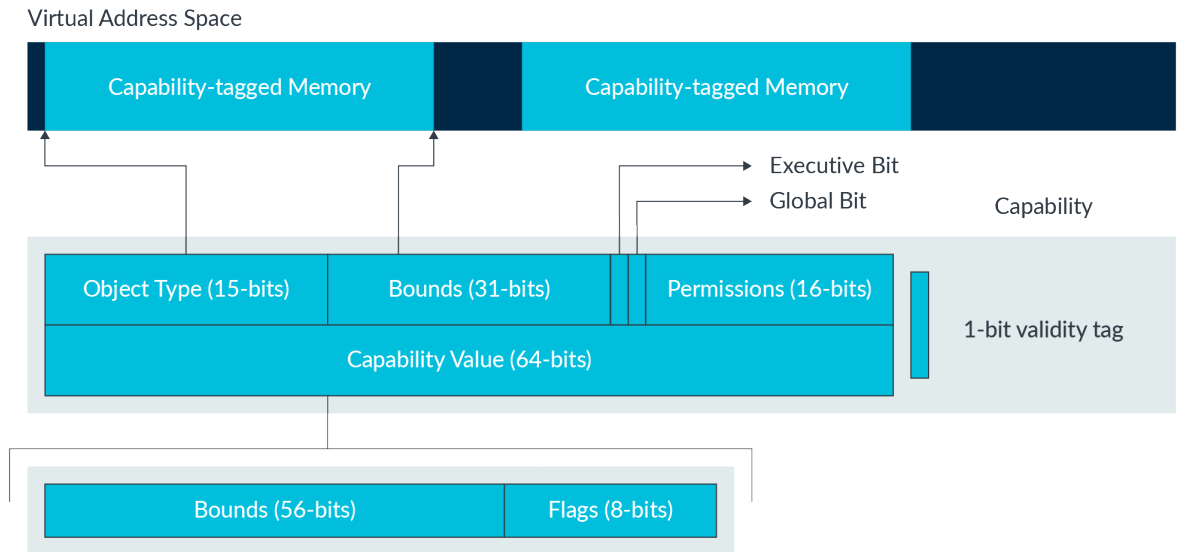 Virtual Address Space
Capability-tagged Memory
Capability-tagged Memory
Executive Bit
Global Bit
Capability
Object Type (15-bits)
Bounds (31-bits)
Permissions (16-bits)
1-bit validity tag
Capability Value (64-bits)
Bounds (56-bits)
Flags (8-bits)